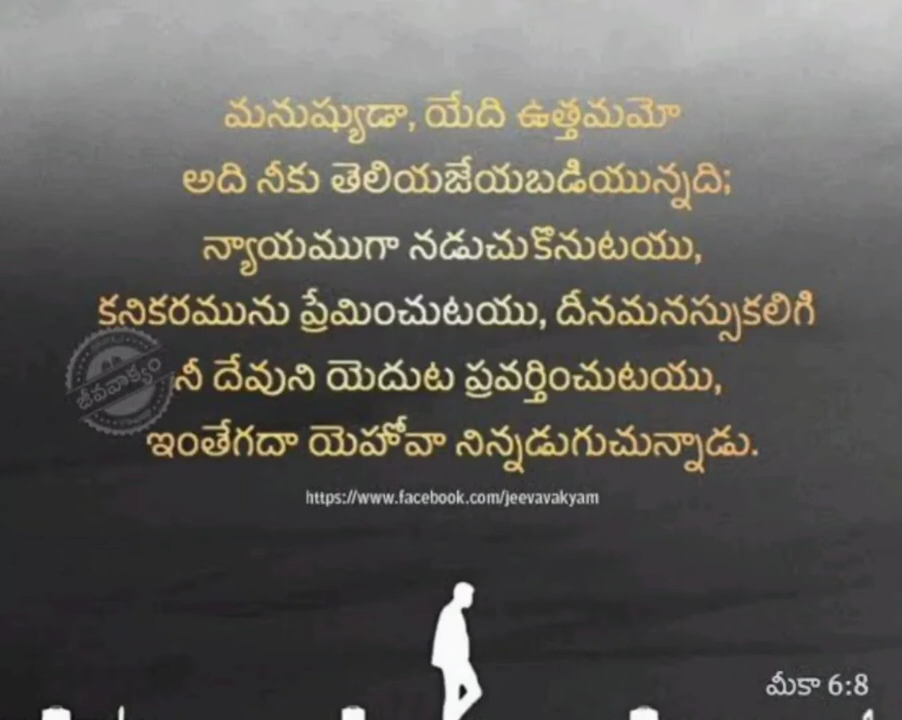 మనుష్యుడా, యేది ఉత్తమమో
అది నీకు తెలియజేయబడియున్నది;
న్యాయముగా నడుచుకొనుటయు,
కనికరమును ప్రేమించుటయు, దీనమనస్సుకలిగి
జీవవాక్యం
నీ దేవుని యెదుట ప్రవర్తించుటయు,
ఇంతేగదా యెహోవా నిన్నడుగుచున్నాడు.
https://www.facebook.com/jeevavakyam
మీకా 6:8